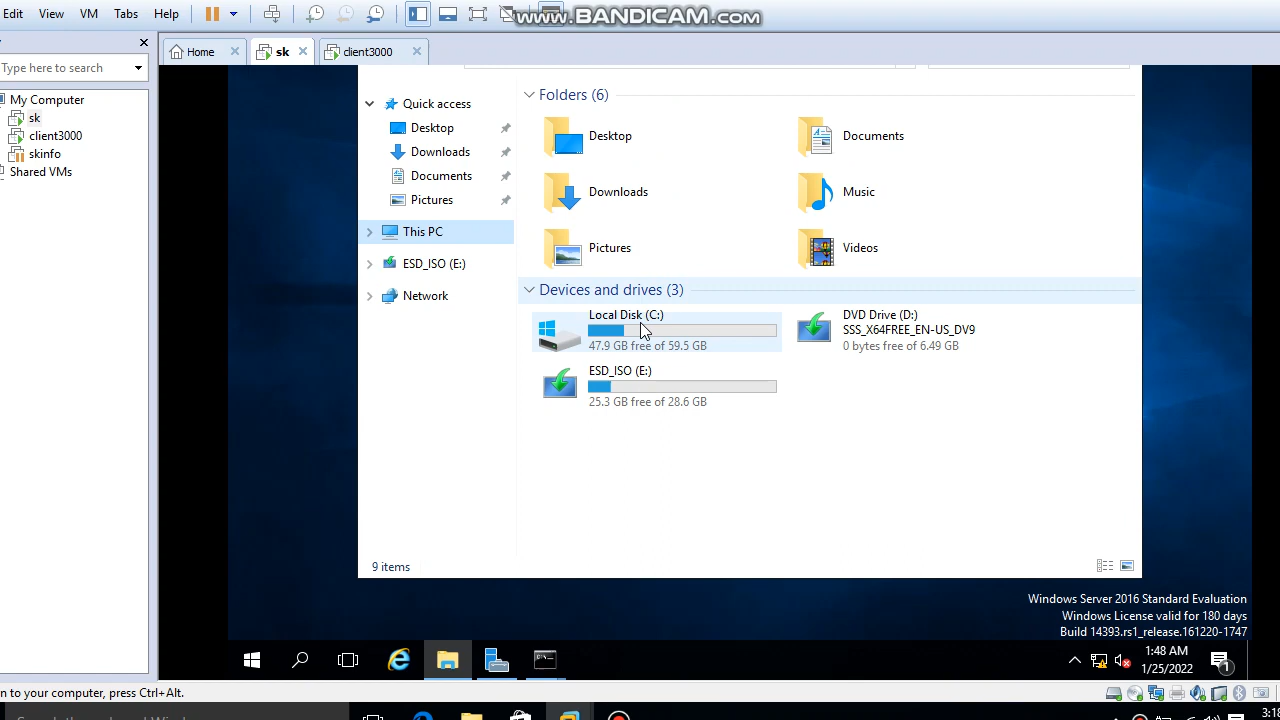 Edit View VM Tabs Help
www.BANDICAM.com
Home sk client3000
Type here to search
My Computer
sk
client3000
skinfo
Shared VMs
Quick access
Desktop
Downloads
Documents
Pictures
This PC
ESD_ISO (E:)
Network
Folders (6)
Desktop
Documents
Downloads
Music
Pictures
Videos
Devices and drives (3)
Local Disk (C:)
47.9 GB free of 59.5 GB
DVD Drive (D:)
SSS_X64FREE_EN-US_DV9
0 bytes free of 6.49 GB
ESD_ISO (E:)
25.3 GB free of 28.6 GB
9 items
Windows Server 2016 Standard Evaluation
Windows License valid for 180 days
Build 14393.rs1_release.161220-1747
1:48 AM
1/25/2022
1
n to your computer, press Ctrl+Alt.
3:18